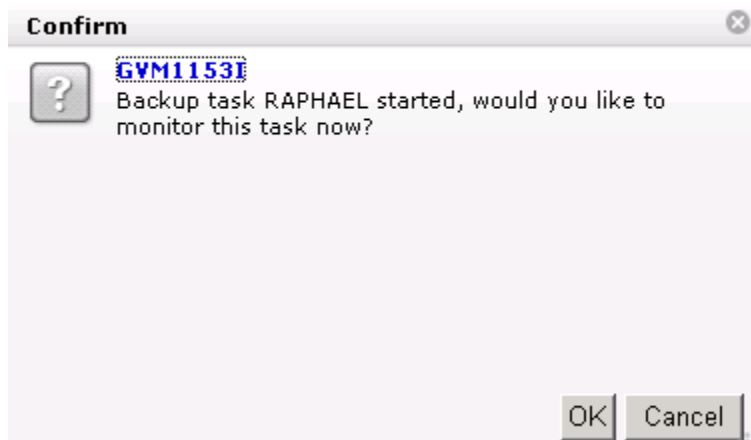 Confirm
GVM1153I
Backup task RAPHAEL started, would you like to
monitor this task now?
OK
Cancel